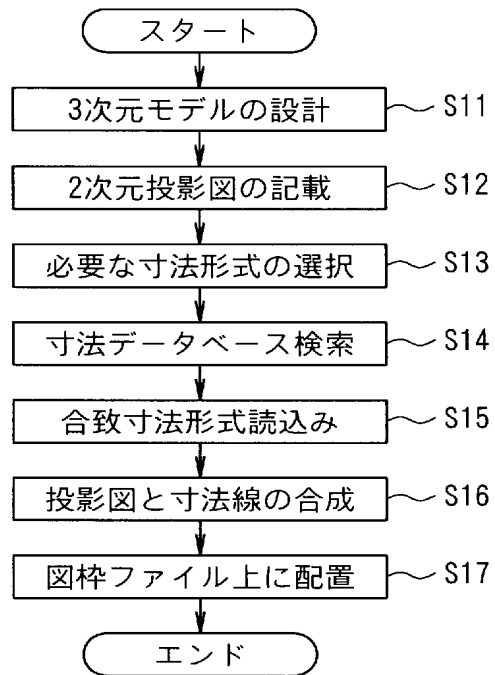 スタート
3次元モデルの設計 S11
2次元投影図の記載 S12
必要な寸法形式の選択 S13
寸法データベース検索 S14
合致寸法形式読込み S15
投影図と寸法線の合成 S16
図枠ファイル上に配置 S17
エンド